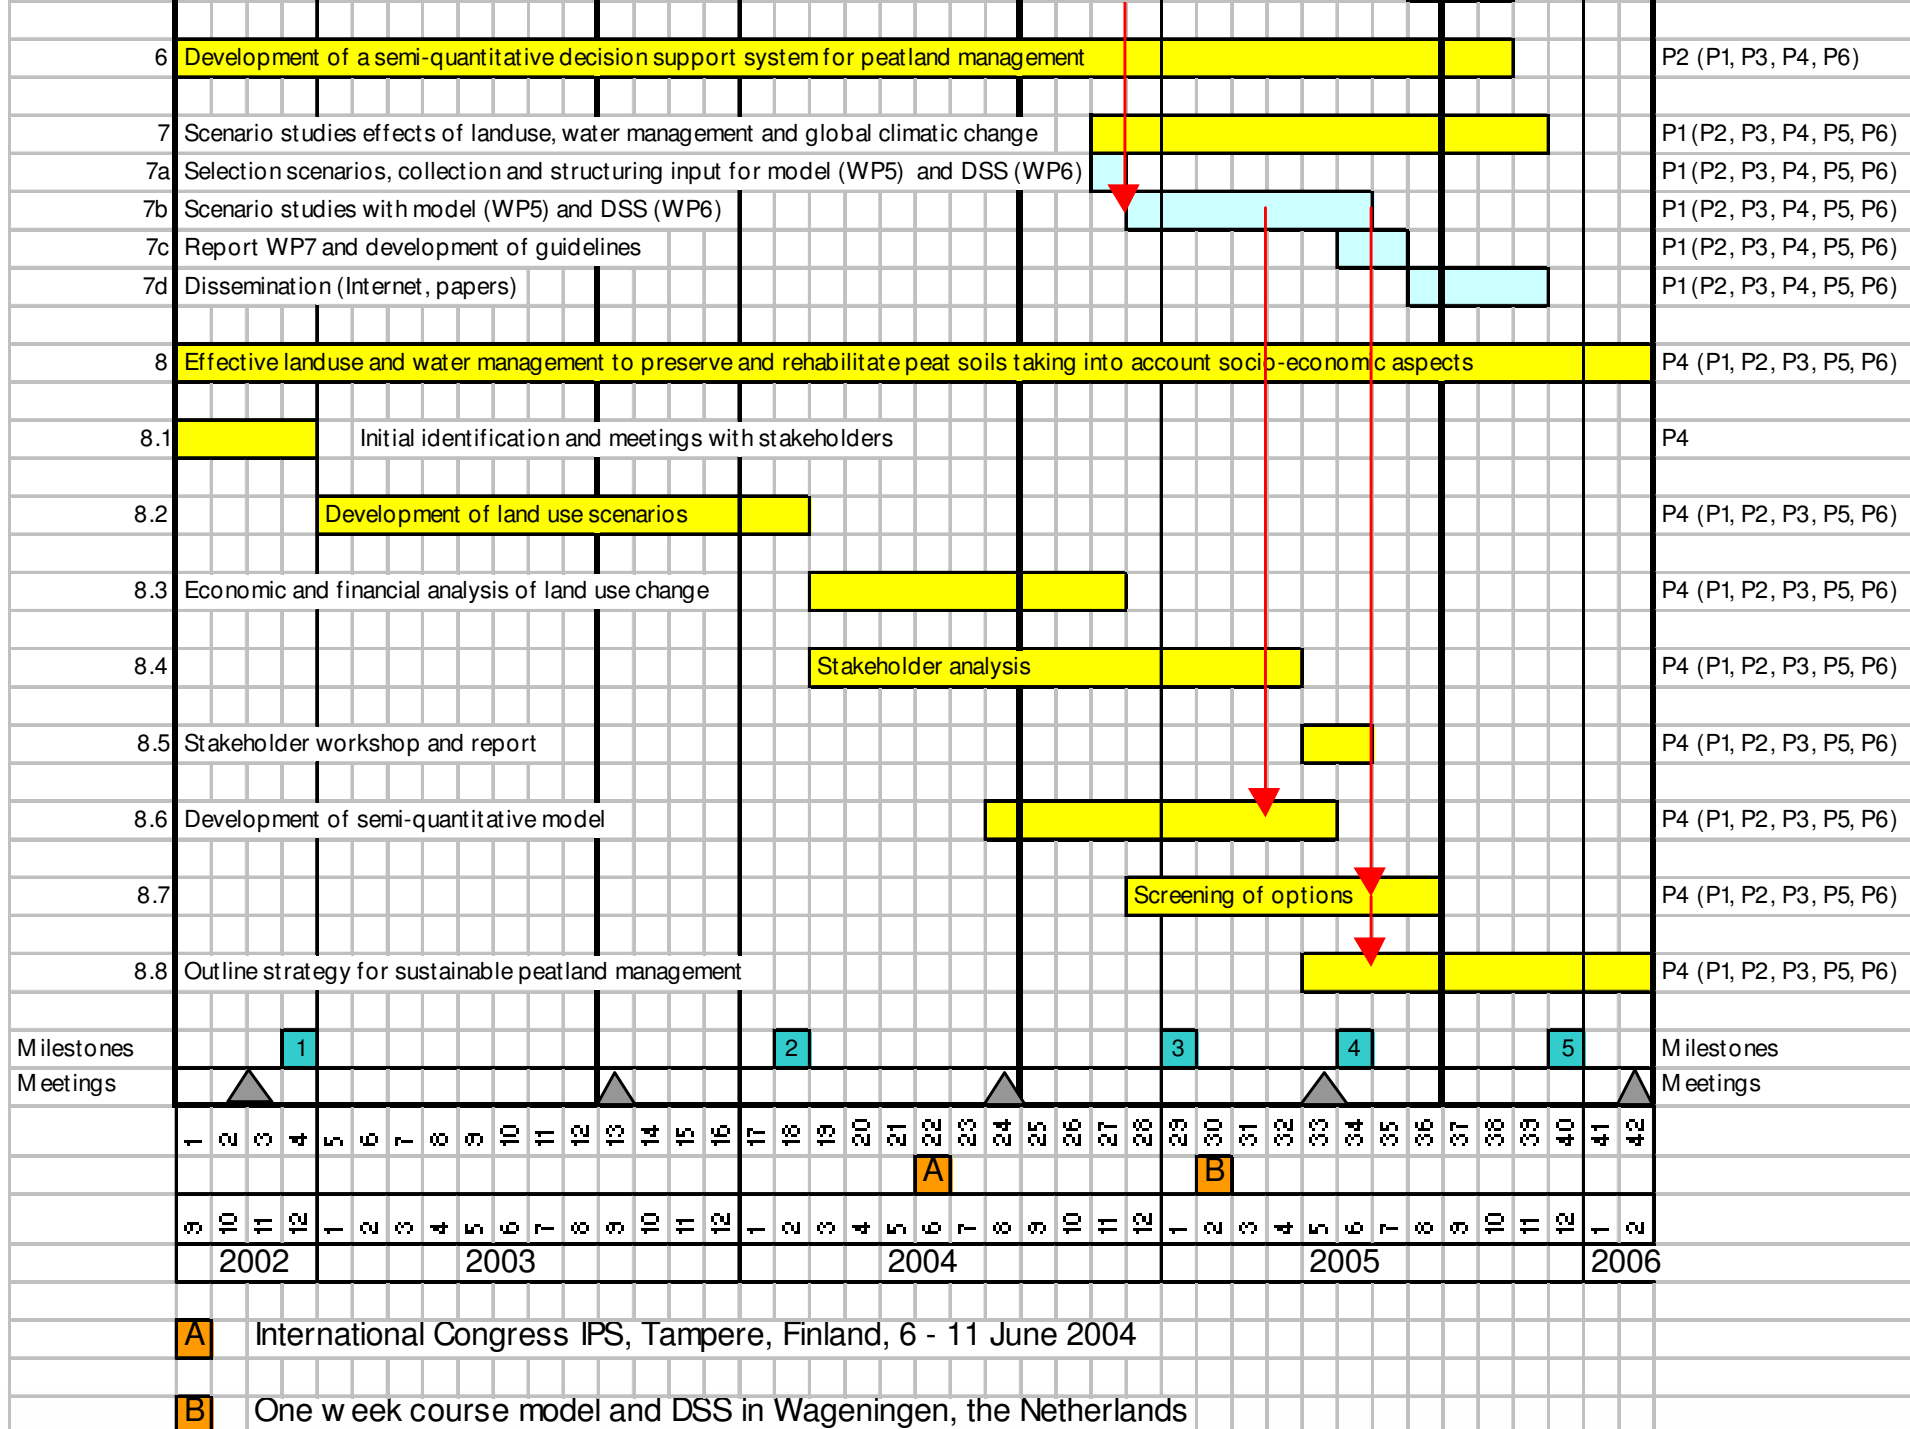 6 Development of a semi-quantitative decision support system for peatland management P2 (P1, P3, P4, P6)
7 Scenario studies effects of landuse, water management and global climatic change P1(P2, P3, P4, P5, P6)
7a Selection scenarios, collection and structuring input for model (WP5) and DSS (WP6) P1(P2, P3, P4, P5, P6)
7b Scenario studies with model (WP5) and DSS (WP6) P1(P2, P3, P4, P5, P6)
7c Report WP7 and development of guidelines P1(P2, P3, P4, P5, P6)
7d Dissemination (Internet, papers) P1(P2, P3, P4, P5, P6)
8 Effective landuse and water management to preserve and rehabilitate peat soils taking into account socio-economic aspects P4 (P1, P2, P3, P5, P6)
8.1 Initial identification and meetings with stakeholders P4
8.2 Development of land use scenarios P4 (P1, P2, P3, P5, P6)
8.3 Economic and financial analysis of land use change P4 (P1, P2, P3, P5, P6)
8.4 Stakeholder analysis P4 (P1, P2, P3, P5, P6)
8.5 Stakeholder workshop and report P4 (P1, P2, P3, P5, P6)
8.6 Development of semi-quantitative model P4 (P1, P2, P3, P5, P6)
8.7 Screening of options P4 (P1, P2, P3, P5, P6)
8.8 Outline strategy for sustainable peatland management P4 (P1, P2, P3, P5, P6)
Milestones 1 2 3 4 5 Milestones
Meetings Meetings
1 2 3 4 5 6 7 8 9 10 11 12 13 14 15 16 17 18 19 20 21 22 23 24 25 26 27 28 29 30 31 32 33 34 35 36 37 38 39 40 41 42
A B
9 10 11 12 1 2 3 4 5 6 7 8 9 10 11 12 1 2 3 4 5 6 7 8 9 10 11 12 1 2 3 4 5 6 7 8 9 10 11 12 1 2
2002 2003 2004 2005 2006
A International Congress IPS, Tampere, Finland, 6 - 11 June 2004
B One week course model and DSS in Wageningen, the Netherlands